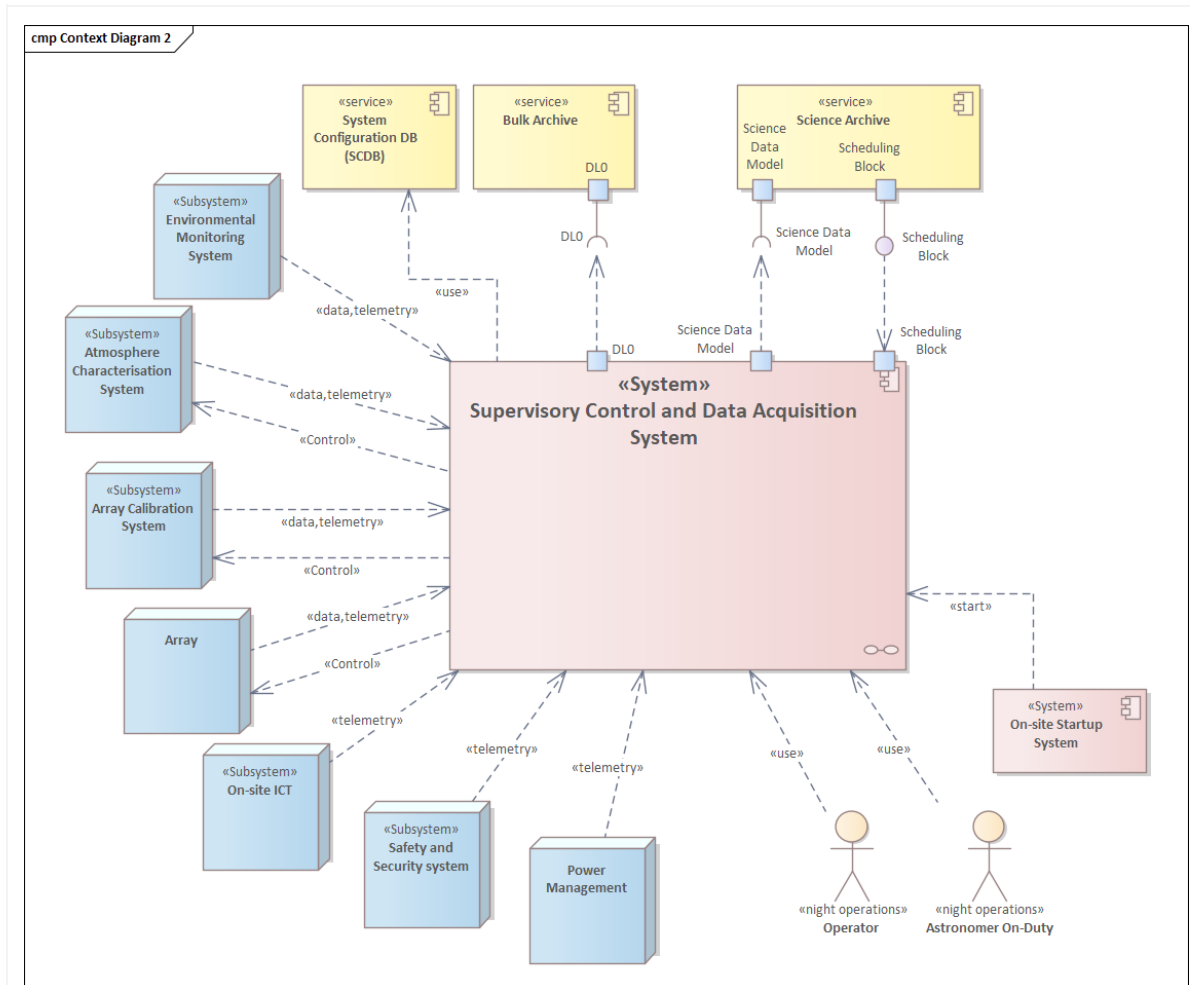 cmp Context Diagram 2
«service»
System
Configuration DB
(SCDB)
«service»
Bulk Archive
DL0
«service»
Science Archive
Science
Data
Model
Scheduling
Block
«Subsystem»
Environmental
Monitoring
System
DL0
Science Data
Model
Scheduling
Block
«use»
«data,telemetry»
«Subsystem»
Atmosphere
Characterisation
System
DL0
Science Data
Model
Scheduling
Block
«System»
Supervisory Control and Data Acquisition
System
«data,telemetry»
«Control»
«Subsystem»
Array Calibration
System
«data,telemetry»
«Control»
Array
«data,telemetry»
«Control»
«start»
«telemetry»
«System»
On-site Startup
System
«Subsystem»
On-site ICT
«telemetry»
«telemetry»
«use»
«use»
«Subsystem»
Safety and
Security system
Power
Management
«night operations»
Operator
«night operations»
Astronomer On-Duty